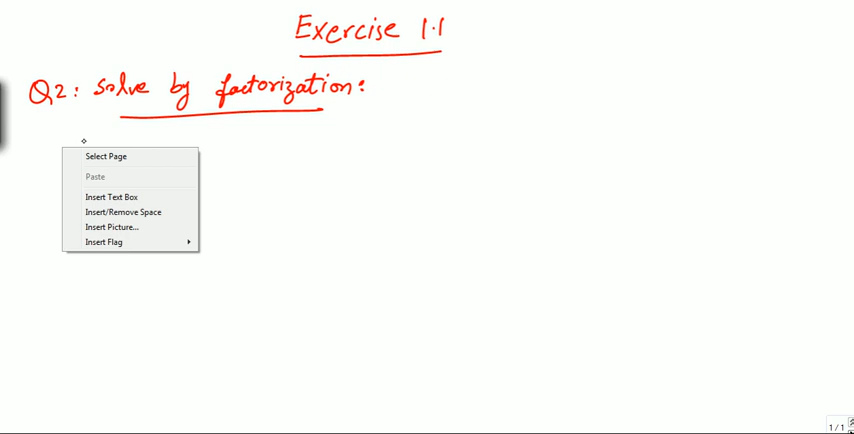 Exercise 1.1
Q2: Solve by factorization:
Select Page
Paste
Insert Text Box
Insert/Remove Space
Insert Picture...
Insert Flag
1 / 1